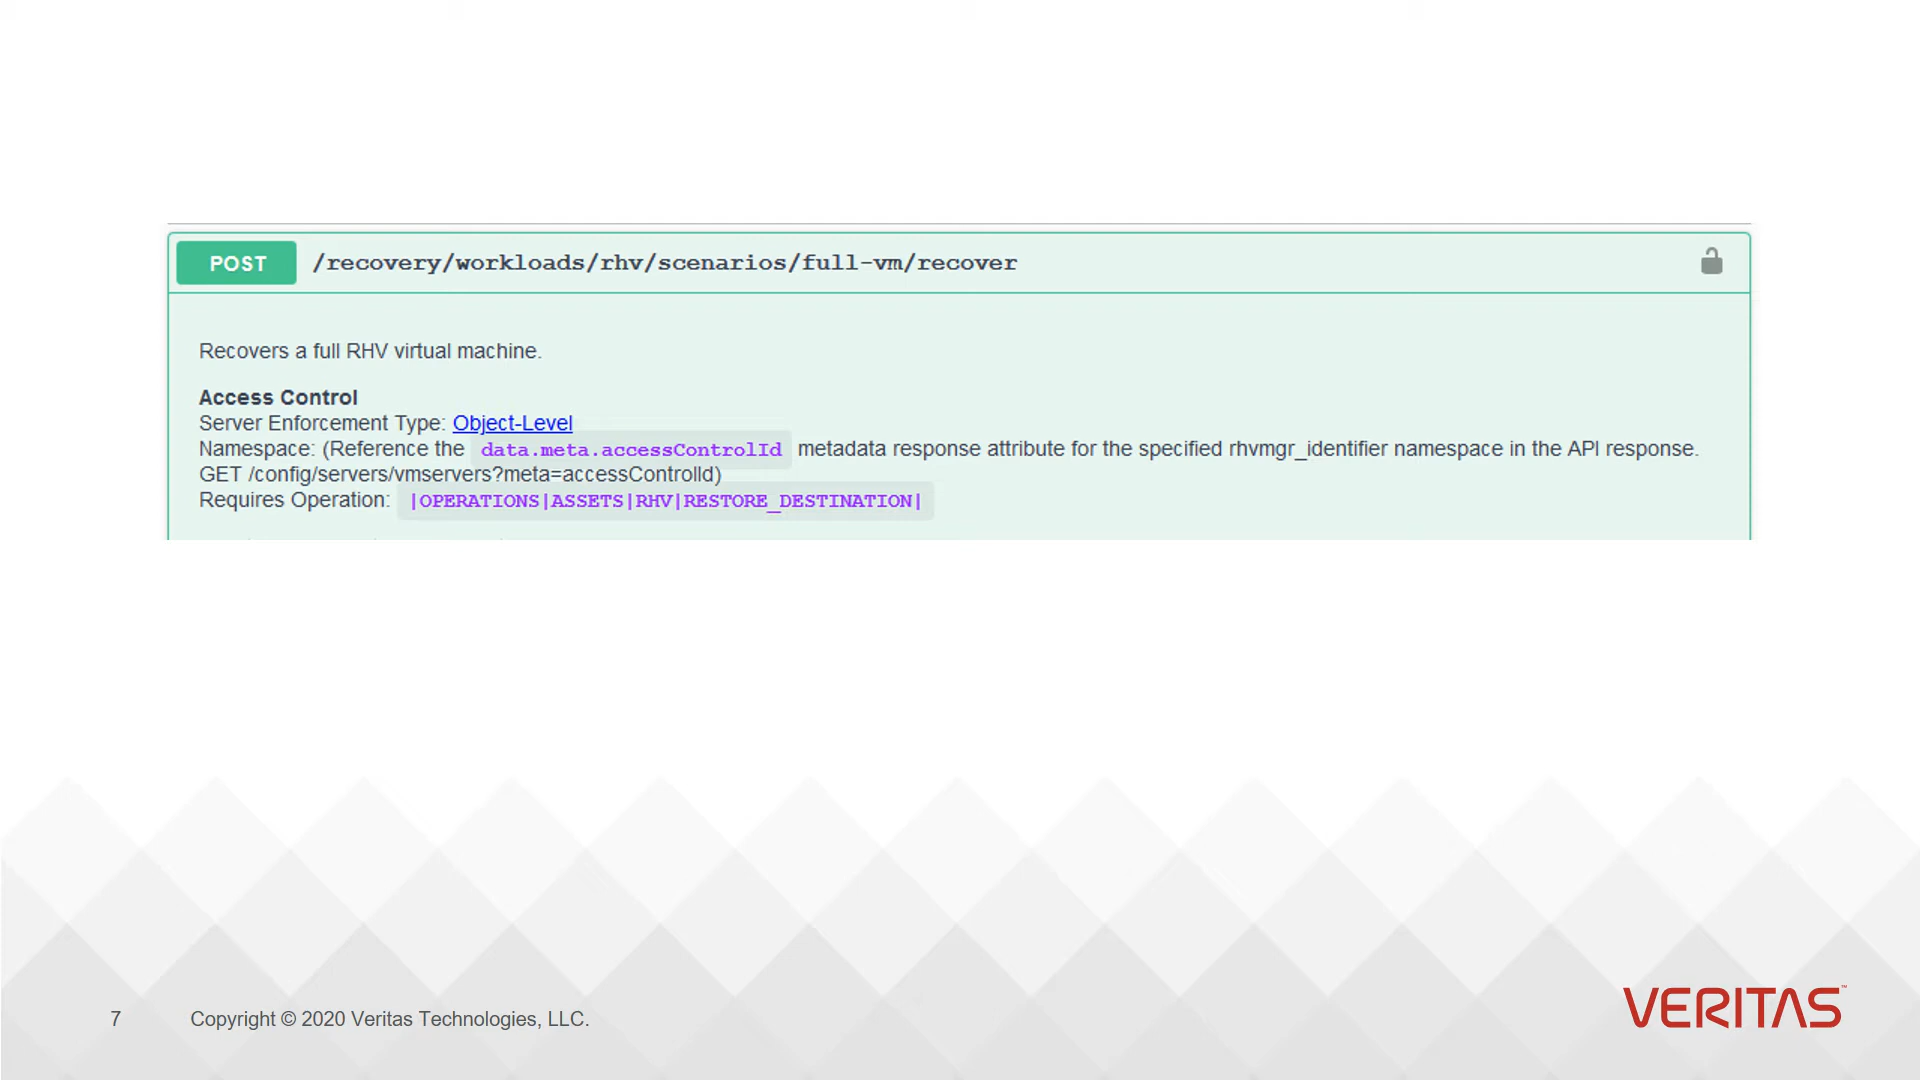 POST /recovery/workloads/rhv/scenarios/full-vm/recover
Recovers a full RHV virtual machine.
Access Control
Server Enforcement Type: Object-Level
Namespace: (Reference the data.meta.accessControlId metadata response attribute for the specified rhvmgr_identifier namespace in the API response.
GET /config/servers/vmservers?meta=accessControlId)
Requires Operation: |OPERATIONS|ASSETS|RHV|RESTORE_DESTINATION|
7 Copyright © 2020 Veritas Technologies, LLC.
VERITAS™